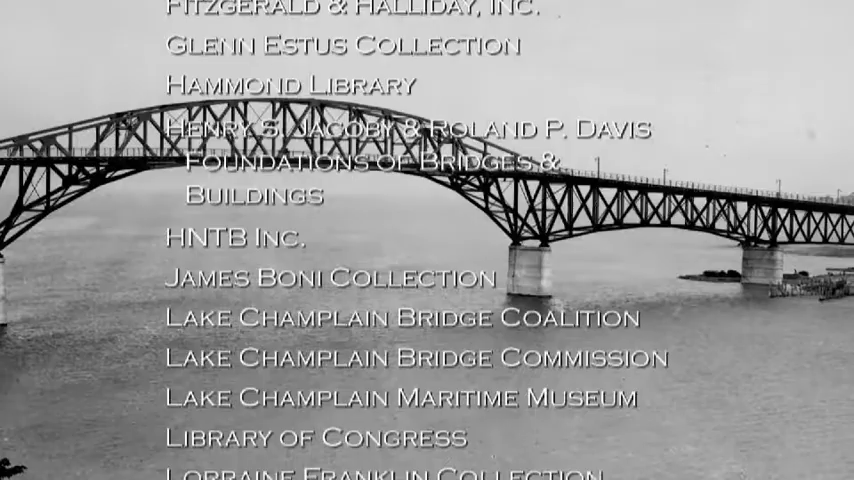 FITZGERALD & HALLIDAY, INC.
GLENN ESTUS COLLECTION
HAMMOND LIBRARY
HENRY S. JACOBY & ROLAND P. DAVIS
FOUNDATIONS OF BRIDGES &
BUILDINGS
HNTB INC.
JAMES BONI COLLECTION
LAKE CHAMPLAIN BRIDGE COALITION
LAKE CHAMPLAIN BRIDGE COMMISSION
LAKE CHAMPLAIN MARITIME MUSEUM
LIBRARY OF CONGRESS
LORRAINE FRANKLIN COLLECTION